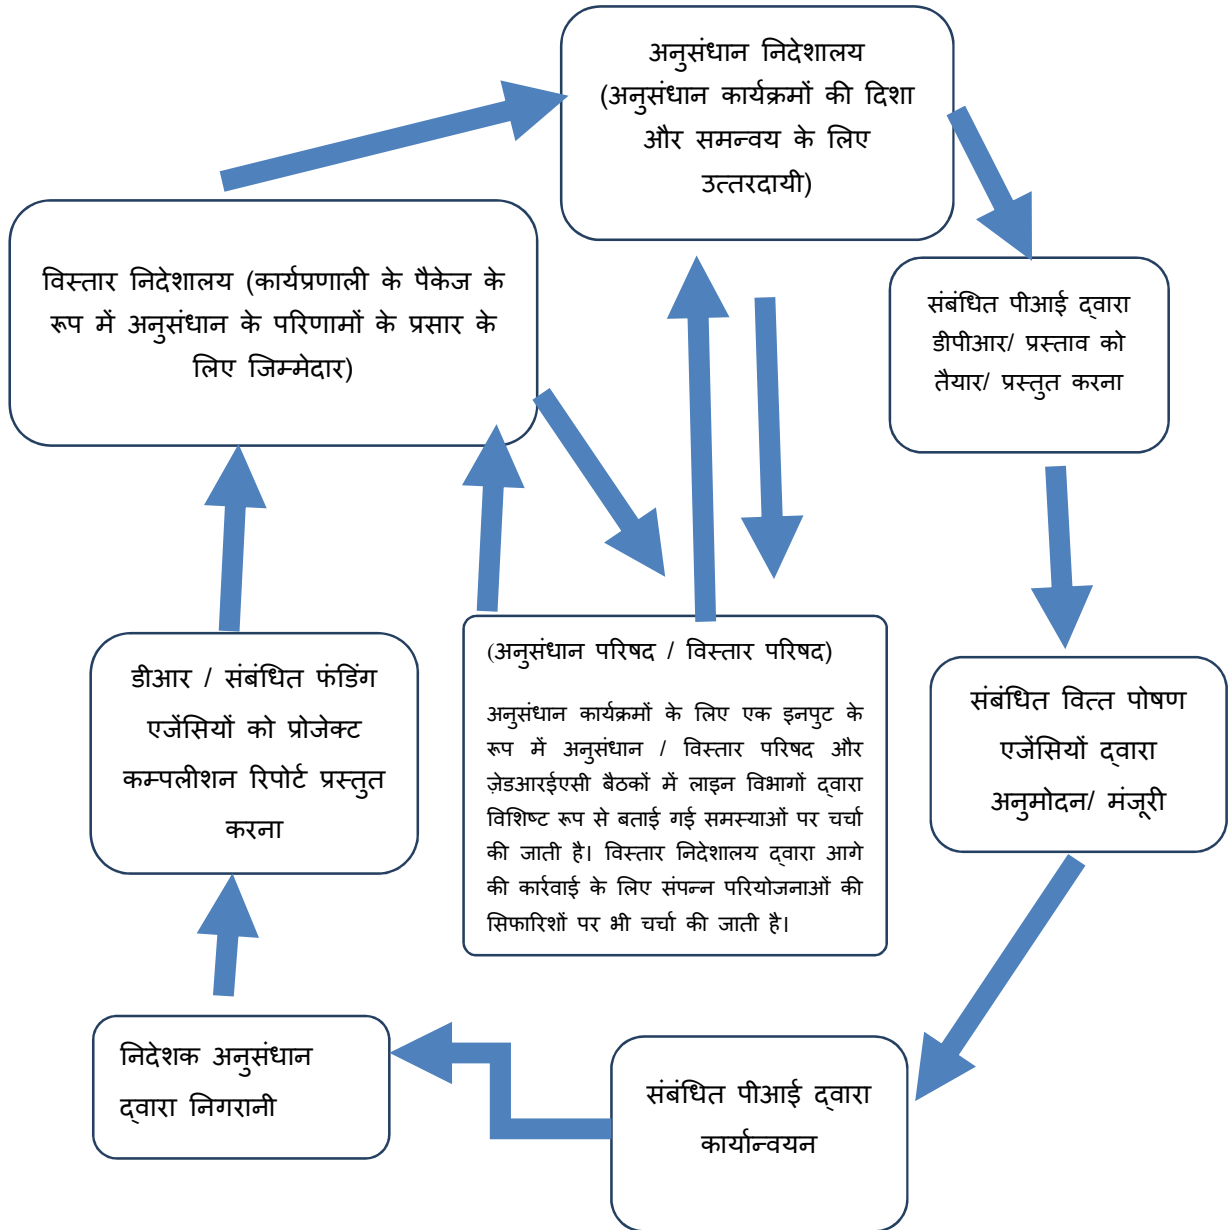 अनुसंधान निदेशालय
(अनुसंधान कार्यक्रमों की दिशा
और समन्वय के लिए
उत्तरदायी)
विस्तार निदेशालय (कार्यप्रणाली के पैकेज के
रूप में अनुसंधान के परिणामों के प्रसार के
लिए जिम्मेदार)
संबंधित पीआई द्वारा
डीपीआर/ प्रस्ताव को
तैयार/ प्रस्तुत करना
डीआर / संबंधित फंडिंग
एजेंसियों को प्रोजेक्ट
कम्पलीशन रिपोर्ट प्रस्तुत
करना
(अनुसंधान परिषद / विस्तार परिषद)
अनुसंधान कार्यक्रमों के लिए एक इनपुट के
रूप में अनुसंधान / विस्तार परिषद और
ज़ेडआरईएसी बैठकों में लाइन विभागों द्वारा
विशिष्ट रूप से बताई गई समस्याओं पर चर्चा
की जाती है। विस्तार निदेशालय द्वारा आगे
की कार्रवाई के लिए संपन्न परियोजनाओं की
सिफारिशों पर भी चर्चा की जाती है।
संबंधित वित्त पोषण
एजेंसियों द्वारा
अनुमोदन/ मंजूरी
निदेशक अनुसंधान
द्वारा निगरानी
संबंधित पीआई द्वारा
कार्यान्वयन